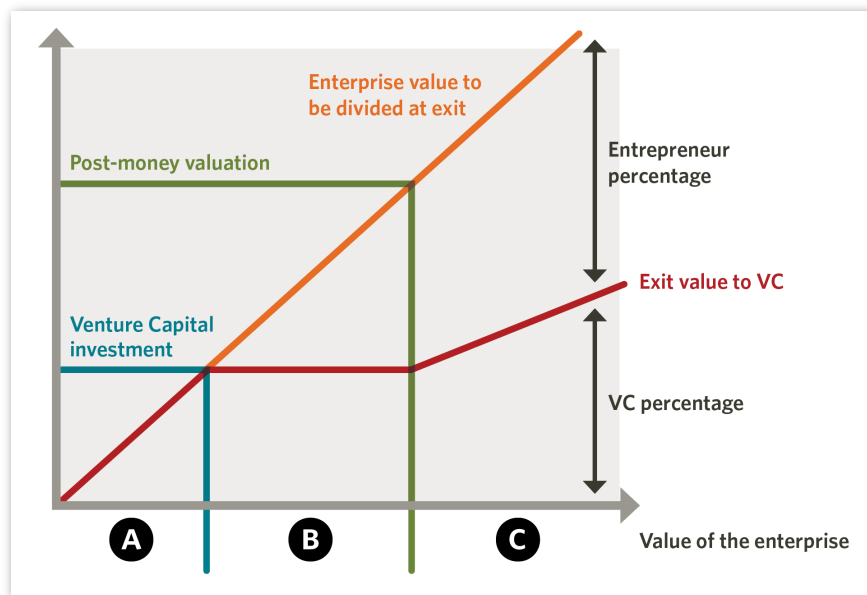 Enterprise value to
be divided at exit
Post-money valuation
Entrepreneur
percentage
Exit value to VC
Venture Capital
investment
VC percentage
A
B
C
Value of the enterprise